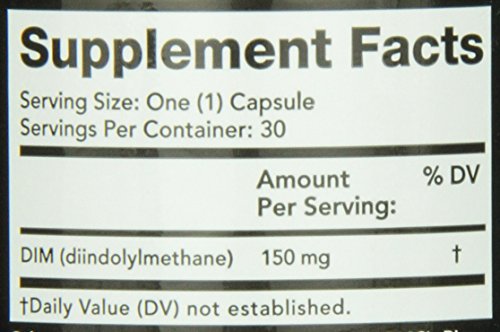 Supplement Facts
Serving Size: One (1) Capsule
Servings Per Container: 30
Amount Per Serving: % DV
DIM (diindolylmethane) 150 mg †
†Daily Value (DV) not established.